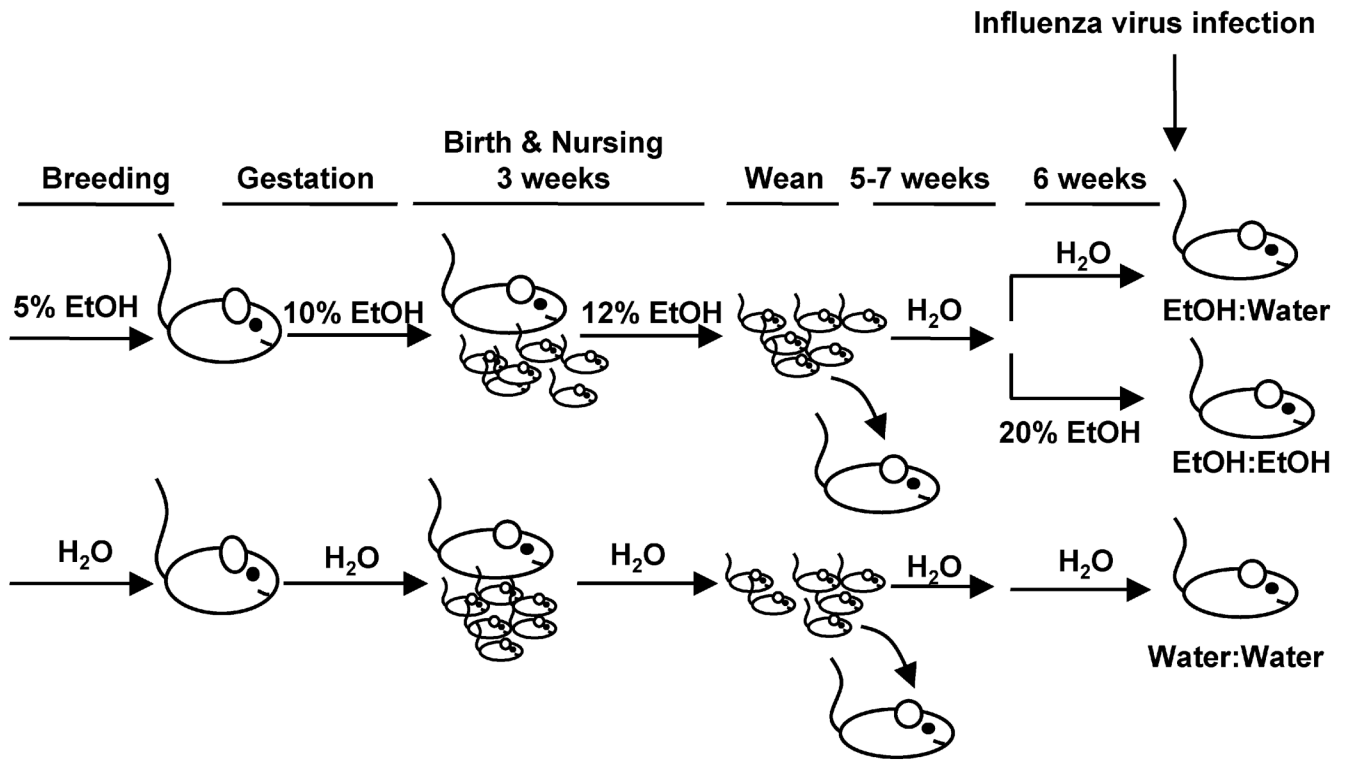 Influenza virus infection
Birth & Nursing
Breeding Gestation 3 weeks Wean 5-7 weeks 6 weeks
5% EtOH 10% EtOH 12% EtOH H₂O H₂O
EtOH:Water
20% EtOH
EtOH:EtOH
H₂O H₂O H₂O H₂O H₂O
Water:Water